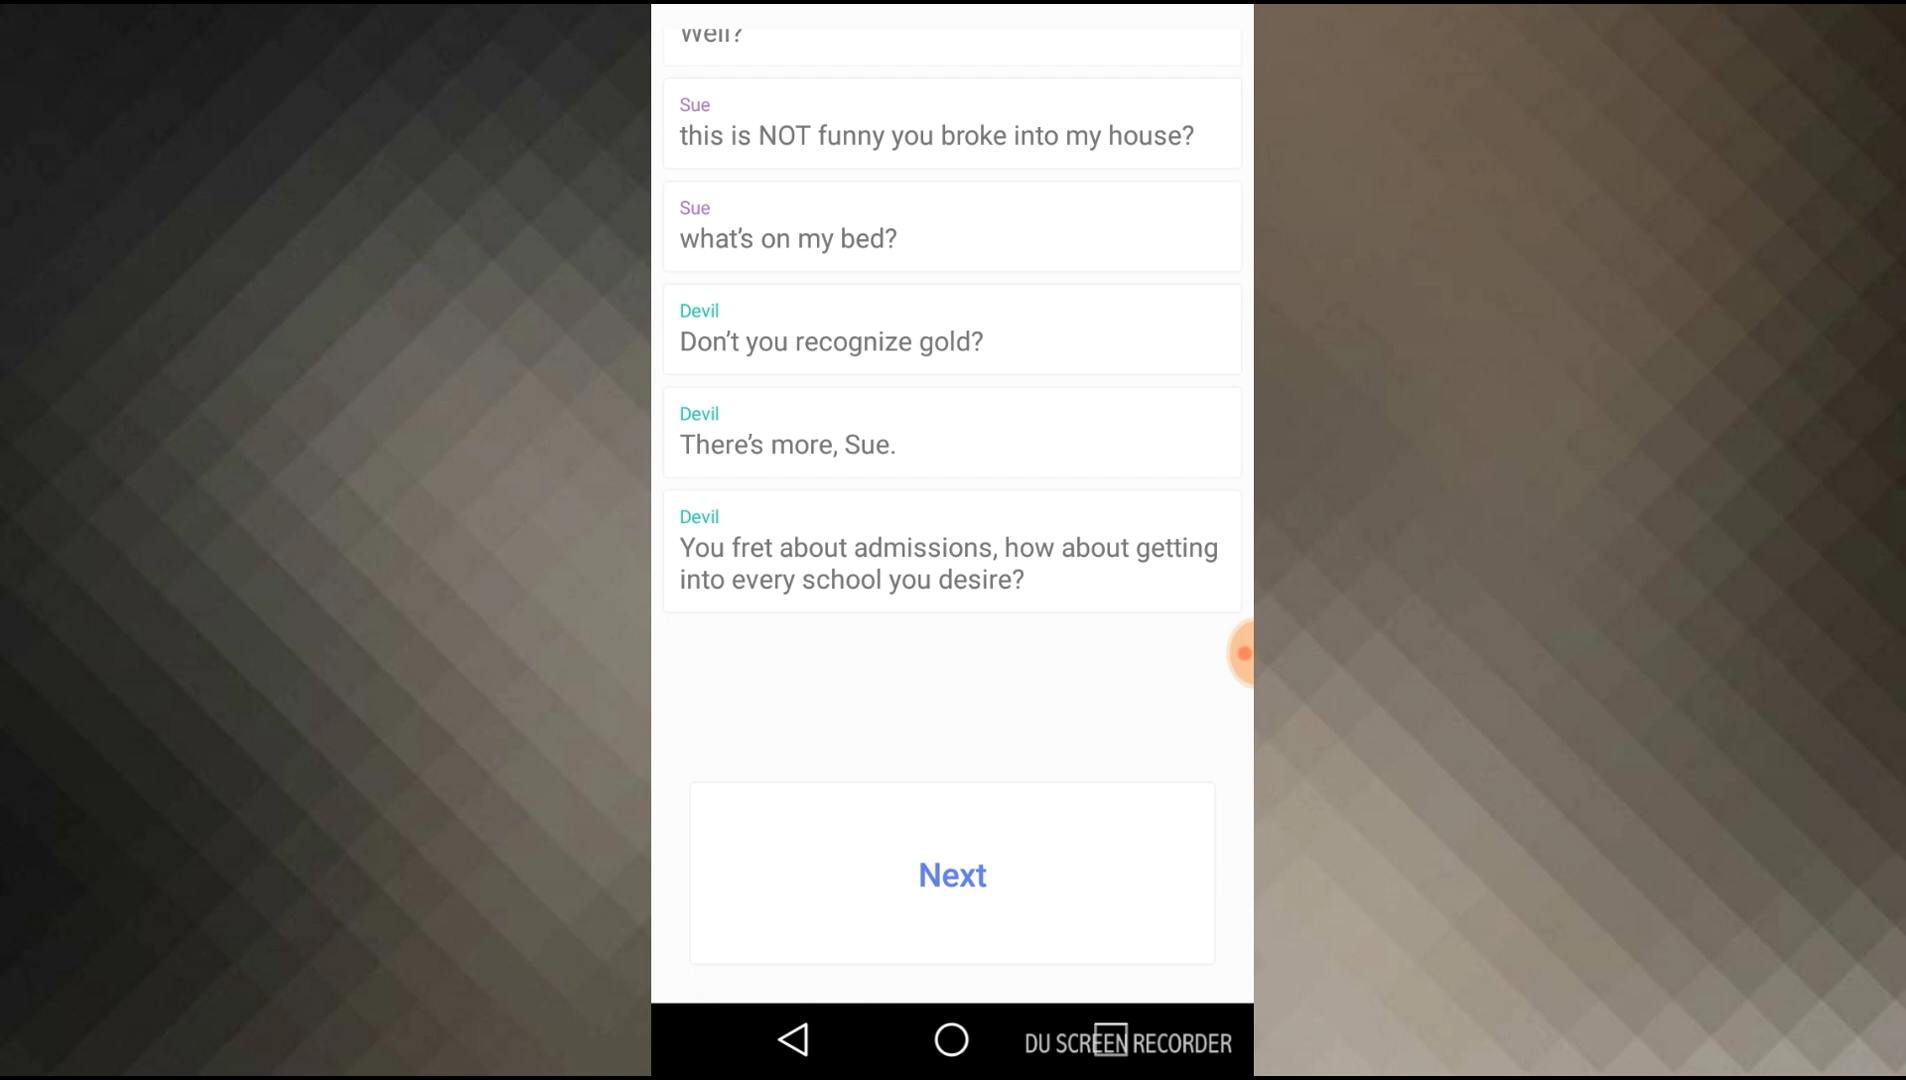 Well?
Sue
this is NOT funny you broke into my house?
Sue
what's on my bed?
Devil
Don't you recognize gold?
Devil
There's more, Sue.
Devil
You fret about admissions, how about getting
into every school you desire?
Next
DU SCREEN RECORDER